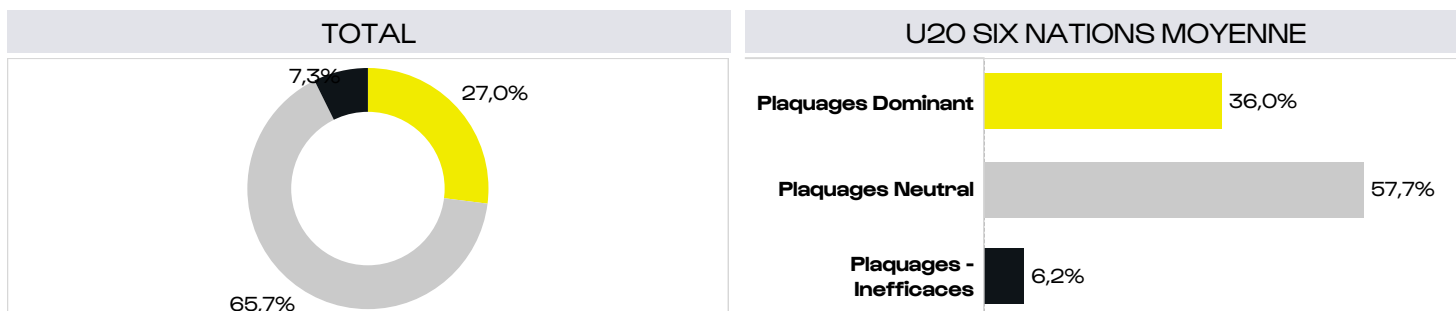 TOTAL
7,3%
27,0%
65,7%
U20 SIX NATIONS MOYENNE
Plaquages Dominant
36,0%
Plaquages Neutral
57,7%
Plaquages -
Inefficaces
6,2%